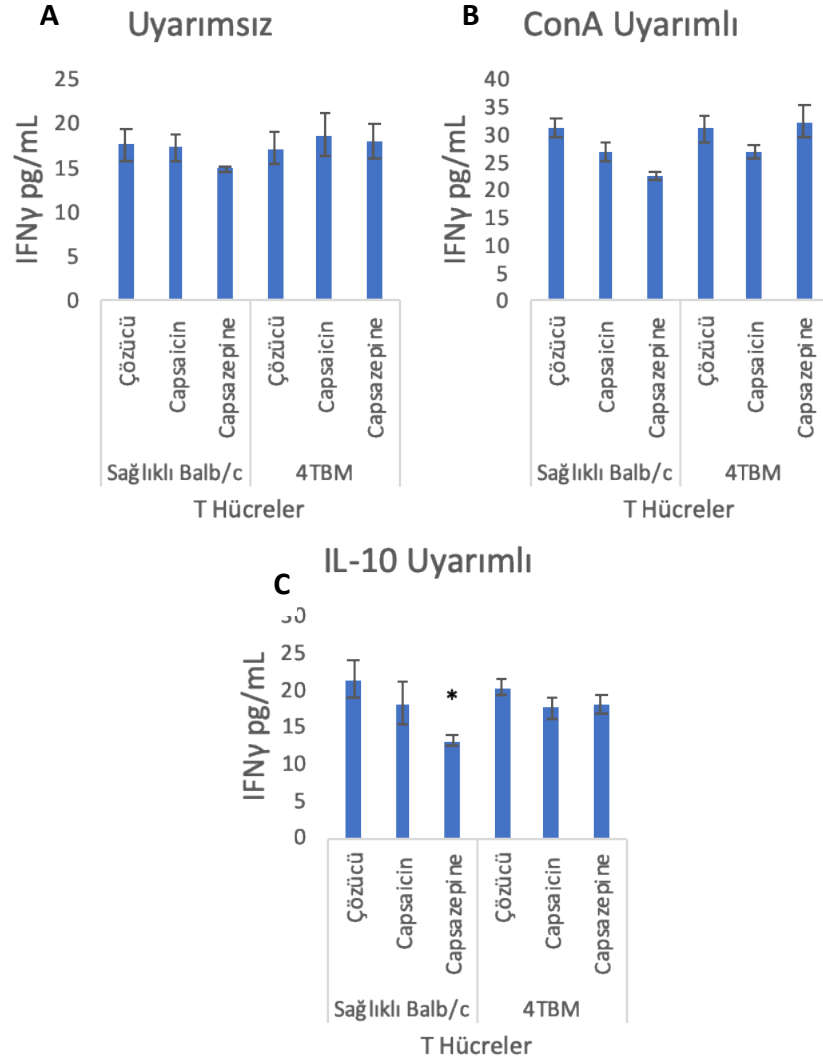 A
Uyarımsız
IFNγ pg/mL
25
20
15
10
5
0
Çözücü
Capsaicin
Capsazepine
Çözücü
Capsaicin
Capsazepine
Sağlıklı Balb/c
4TBM
T Hücreler
B
ConA Uyarımlı
IFNγ pg/mL
40
35
30
25
20
15
10
5
0
Çözücü
Capsaicin
Capsazepine
Çözücü
Capsaicin
Capsazepine
Sağlıklı Balb/c
4TBM
T Hücreler
IL-10 Uyarımlı
C
IFNγ pg/mL
30
25
20
15
10
5
0
*
Çözücü
Capsaicin
Capsazepine
Çözücü
Capsaicin
Capsazepine
Sağlıklı Balb/c
4TBM
T Hücreler